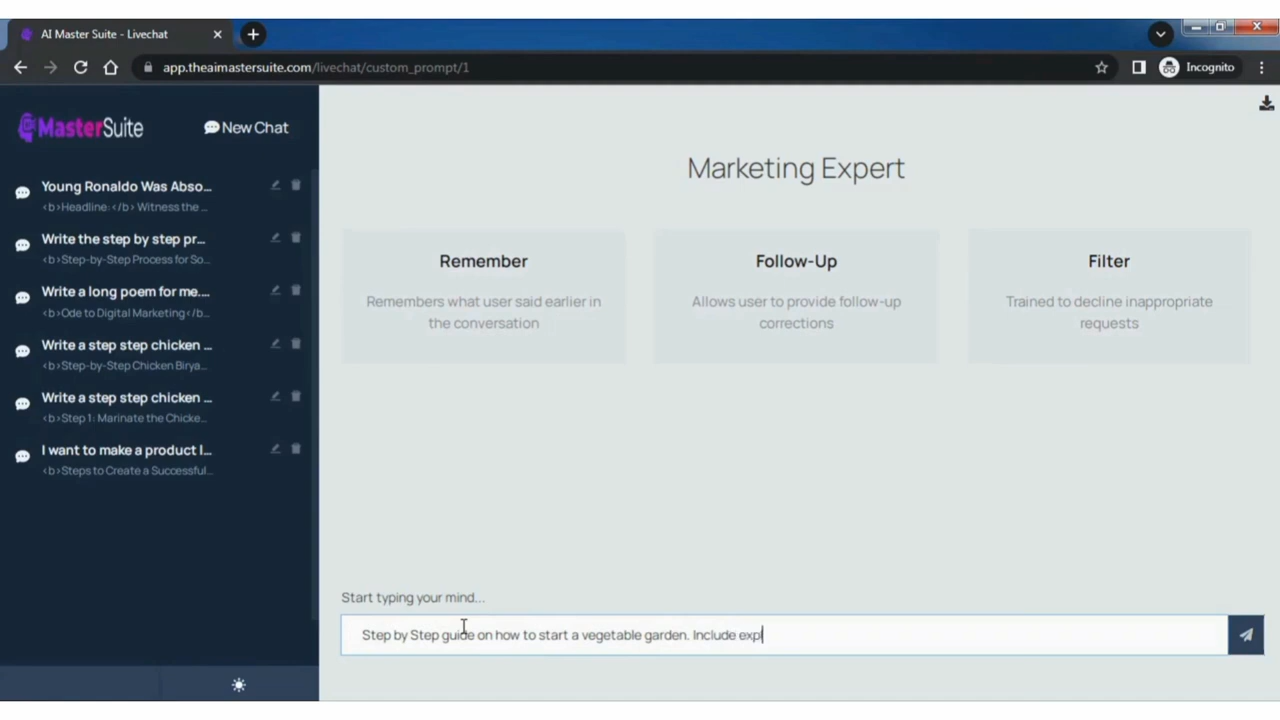 AI Master Suite - Livechat
app.theaimastersuite.com/livechat/custom_prompt/1
Incognito
MasterSuite
New Chat
Young Ronaldo Was Abso...
<b>Headline:</b> Witness the ...
Write the step by step pr...
<b>Step-by-Step Process for So...
Write a long poem for me....
<b>Ode to Digital Marketing</b...
Write a step step chicken ...
<b>Step-by-Step Chicken Birya...
Write a step step chicken ...
<b>Step 1: Marinate the Chicke...
I want to make a product l...
<b>Steps to Create a Successful...
Marketing Expert
Remember
Remembers what user said earlier in
the conversation
Follow-Up
Allows user to provide follow-up
corrections
Filter
Trained to decline inappropriate
requests
Start typing your mind...
Step by Step guide on how to start a vegetable garden. Include expl